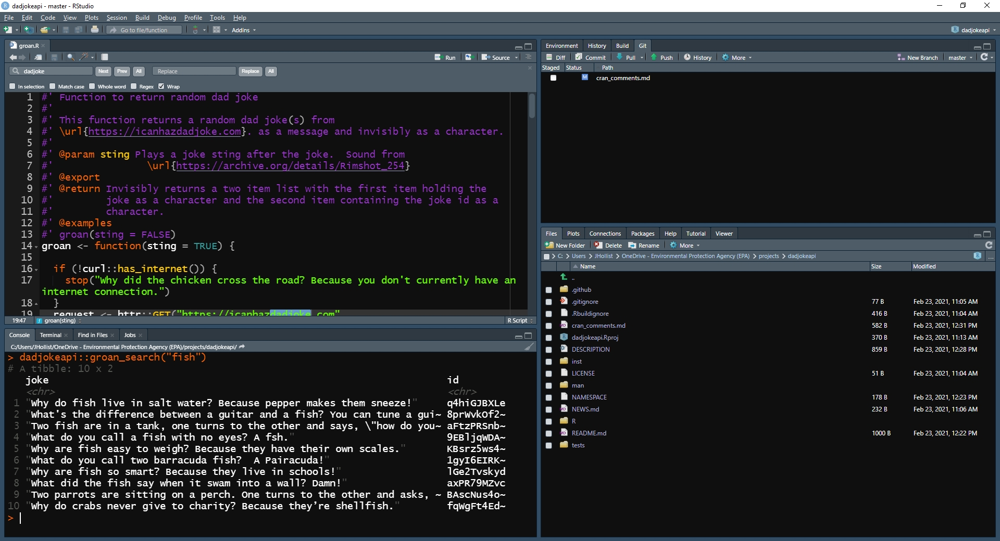 dadjokeapi - master - RStudio
File Edit Code View Plots Session Build Debug Profile Tools Help
Go to file/function Addins dadjokeapi
groan.R
Run Source
dadjoke Next Prev All Replace Replace All
In selection Match case Whole word Regex Wrap
1 #' Function to return random dad joke
2 #'
3 #' This function returns a random dad joke(s) from
4 #' \url{https://icanhazdadjoke.com}. as a message and invisibly as a character.
5 #'
6 #' @param sting Plays a joke sting after the joke.  Sound from
7 #'                \url{https://archive.org/details/Rimshot_254}
8 #' @export
9 #' @return Invisibly returns a two item list with the first item holding the
10 #'         joke as a character and the second item containing the joke id as a
11 #'         character.
12 #' @examples
13 #' groan(sting = FALSE)
14 groan <- function(sting = TRUE) {
15
16   if (!curl::has_internet()) {
17     stop("Why did the chicken cross the road? Because you don't currently have an
internet connection.")
18   }
19   request <- httr::GET("https://icanhazdadjoke.com"
19:47 groan(sting) R Script
Console Terminal Find in Files Jobs
C:/Users/JHollist/OneDrive - Environmental Protection Agency (EPA)/projects/dadjokeapi/
> dadjokeapi::groan_search("fish")
# A tibble: 10 x 2
joke id
<chr> <chr>
1 "Why do fish live in salt water? Because pepper makes them sneeze!" q4hiGJBXLe
2 "What's the difference between a guitar and a fish? You can tune a gui~ 8prWvkOf2~
3 "Two fish are in a tank, one turns to the other and says, \"how do you~ aFtzPRSnb~
4 "What do you call a fish with no eyes? A fsh." 9EBljqWDA~
5 "Why are fish easy to weigh? Because they have their own scales." KBsrz5ws4~
6 "What do you call two barracuda fish?  A Pairacuda!" 1gyI6EIRK~
7 "Why are fish so smart? Because they live in schools!" lGe2Tvskyd
8 "What did the fish say when it swam into a wall? Damn!" axPR79MZvc
9 "Two parrots are sitting on a perch. One turns to the other and asks, ~ BAscNus4o~
10 "Why do crabs never give to charity? Because they’re shellfish." fqWgFt4Ed~
>
Environment History Build Git
Diff Commit Pull Push History More New Branch master
Staged Status Path
M cran_comments.md
Files Plots Connections Packages Help Tutorial Viewer
New Folder Delete Rename More
C: > Users > JHollist > OneDrive - Environmental Protection Agency (EPA) > projects > dadjokeapi ...
Name Size Modified
..
.github
.gitignore 77 B Feb 23, 2021, 11:05 AM
.Rbuildignore 416 B Feb 23, 2021, 11:04 AM
cran_comments.md 582 B Feb 23, 2021, 12:31 PM
dadjokeapi.Rproj 370 B Feb 23, 2021, 11:13 AM
DESCRIPTION 859 B Feb 23, 2021, 12:28 PM
inst
LICENSE 51 B Feb 23, 2021, 11:04 AM
man
NAMESPACE 178 B Feb 23, 2021, 12:23 PM
NEWS.md 232 B Feb 23, 2021, 11:06 AM
R
README.md 1000 B Feb 23, 2021, 12:22 PM
tests